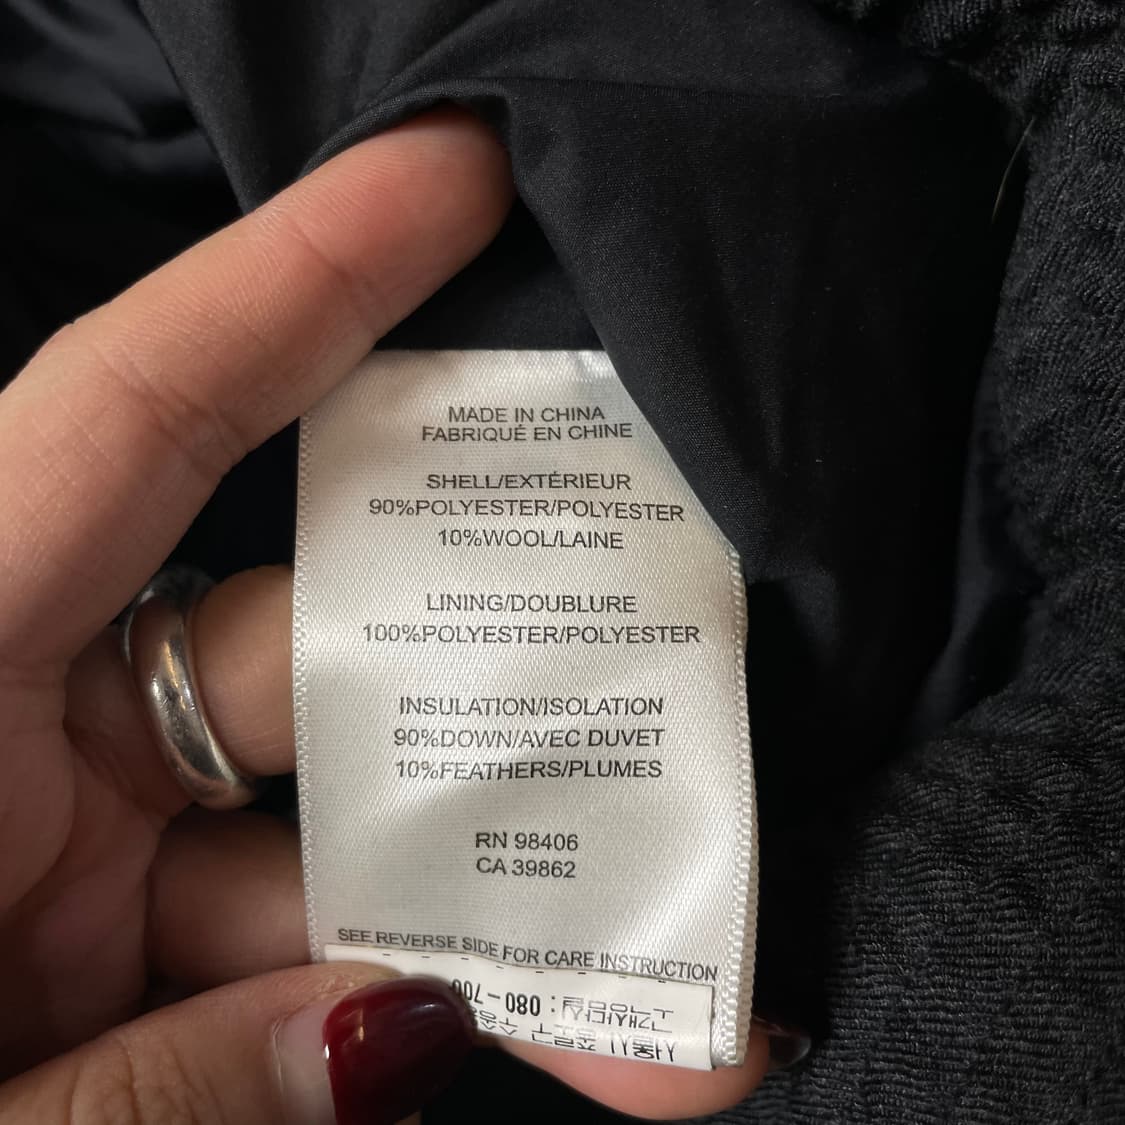 MADE IN CHINA
FABRIQUÉ EN CHINE
SHELL/EXTÉRIEUR
90%POLYESTER/POLYESTER
10%WOOL/LAINE
LINING/DOUBLURE
100%POLYESTER/POLYESTER
INSULATION/ISOLATION
90%DOWN/AVEC DUVET
10%FEATHERS/PLUMES
RN 98406
CA 39862
SEE REVERSE SIDE FOR CARE INSTRUCTION
080-700